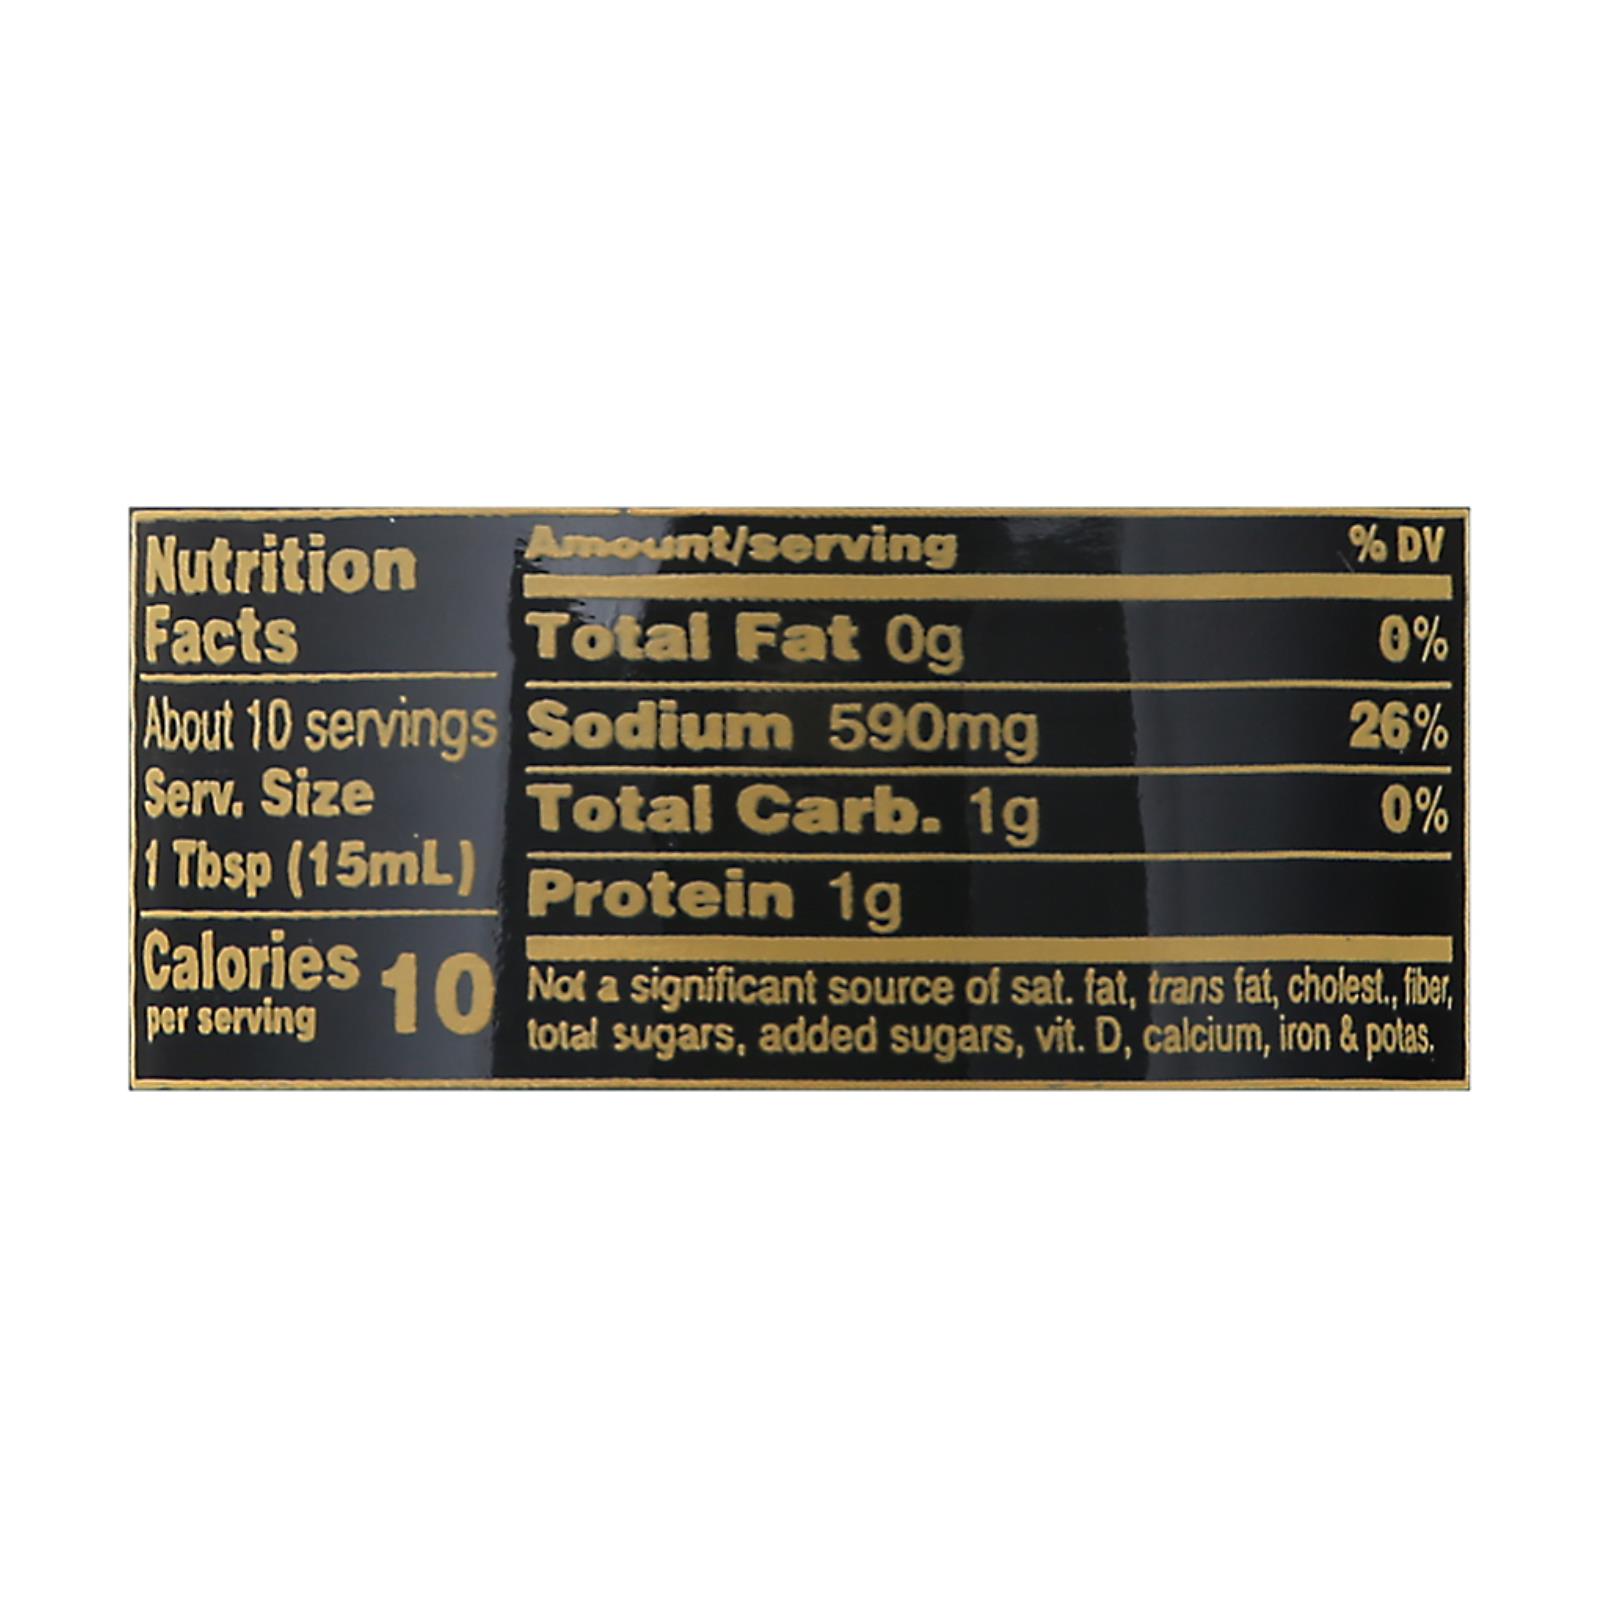 Nutrition
Facts
About 10 servings
Serv. Size
1 Tbsp (15mL)
Calories 10
per serving
Amount/serving % DV
Total Fat 0g 0%
Sodium 590mg 26%
Total Carb. 1g 0%
Protein 1g
Not a significant source of sat. fat, trans fat, cholest., fiber,
total sugars, added sugars, vit. D, calcium, iron & potas.